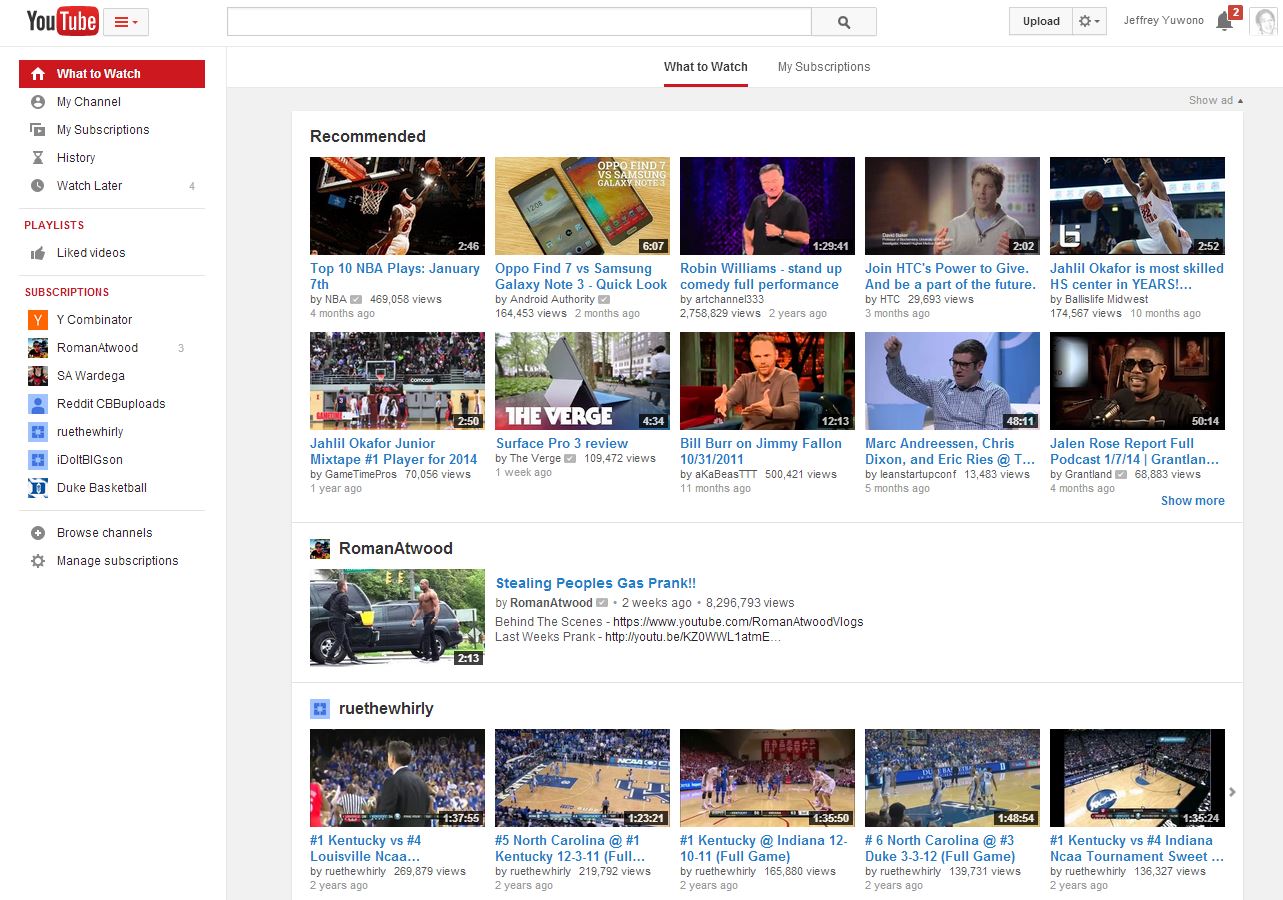 YouTube
Upload
Jeffrey Yuwono
2
What to Watch
My Channel
My Subscriptions
History
Watch Later 4
PLAYLISTS
Liked videos
SUBSCRIPTIONS
Y Combinator
RomanAtwood 3
SA Wardega
Reddit CBBuploads
ruethewhirly
iDoItBIGson
Duke Basketball
Browse channels
Manage subscriptions
What to Watch My Subscriptions
Show ad
Recommended
2:46
Top 10 NBA Plays: January
7th
by NBA 469,058 views
4 months ago
OPPO FIND 7
VS SAMSUNG
GALAXY NOTE 3
6:07
Oppo Find 7 vs Samsung
Galaxy Note 3 - Quick Look
by Android Authority
164,453 views 2 months ago
1:29:41
Robin Williams - stand up
comedy full performance
by artchannel333
2,758,829 views 2 years ago
David Baker
2:02
Join HTC's Power to Give.
And be a part of the future.
by HTC 29,693 views
3 months ago
2:52
Jahlil Okafor is most skilled
HS center in YEARS!...
by Ballislife Midwest
174,567 views 10 months ago
comcast
GAMETIME
2:50
Jahlil Okafor Junior
Mixtape #1 Player for 2014
by GameTimePros 70,056 views
1 year ago
THE VERGE
4:34
Surface Pro 3 review
by The Verge 109,472 views
1 week ago
12:13
Bill Burr on Jimmy Fallon
10/31/2011
by aKaBeasTTT 500,421 views
11 months ago
48:11
Marc Andreessen, Chris
Dixon, and Eric Ries @ T...
by leanstartupconf 13,483 views
5 months ago
50:14
Jalen Rose Report Full
Podcast 1/7/14 | Grantlan...
by Grantland 68,883 views
4 months ago
Show more
RomanAtwood
2:13
Stealing Peoples Gas Prank!!
by RomanAtwood • 2 weeks ago • 8,296,793 views
Behind The Scenes - https://www.youtube.com/RomanAtwoodVlogs
Last Weeks Prank - http://youtu.be/KZ0WWL1atmE...
ruethewhirly
1:37:55
#1 Kentucky vs #4
Louisville Ncaa...
by ruethewhirly 269,879 views
2 years ago
NCAA
1:23:21
#5 North Carolina @ #1
Kentucky 12-3-11 (Full...
by ruethewhirly 219,792 views
2 years ago
1:35:50
#1 Kentucky @ Indiana 12-
10-11 (Full Game)
by ruethewhirly 165,880 views
2 years ago
1:48:54
# 6 North Carolina @ #3
Duke 3-3-12 (Full Game)
by ruethewhirly 139,731 views
2 years ago
1:35:24
#1 Kentucky vs #4 Indiana
Ncaa Tournament Sweet ...
by ruethewhirly 136,327 views
2 years ago